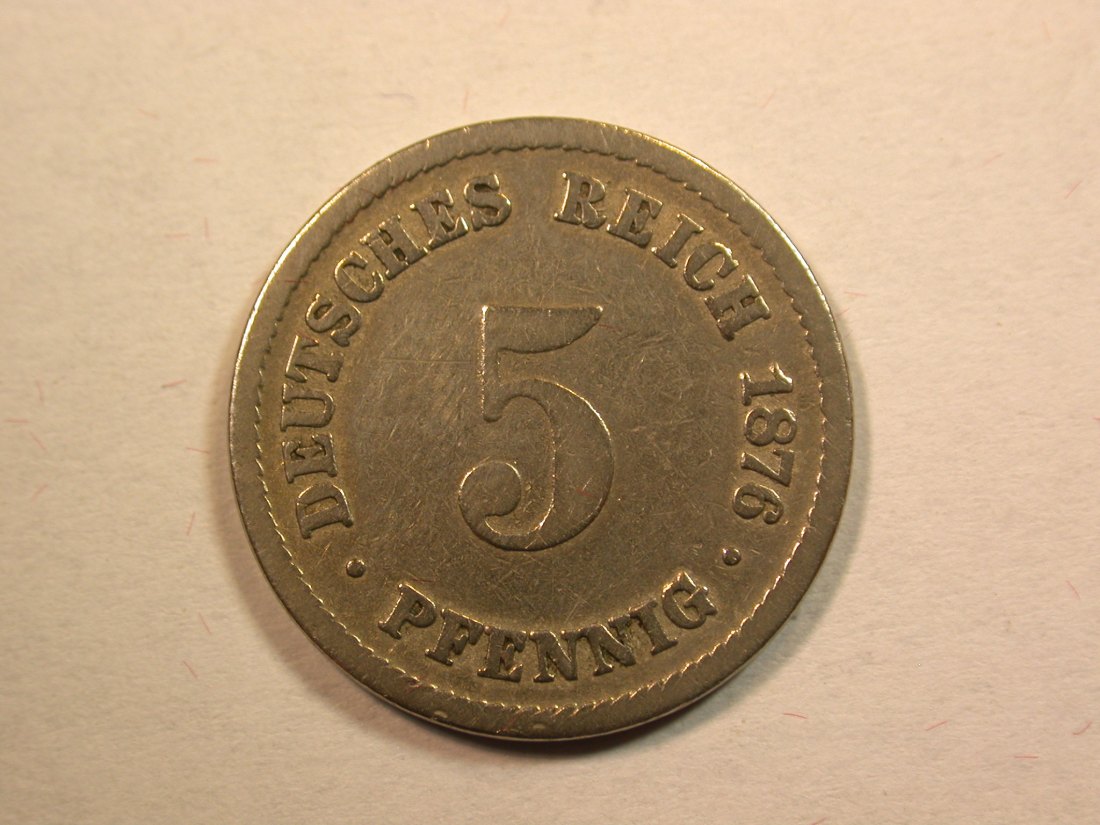 DEUTSCHES REICH 1876
5
· PFENNIG ·